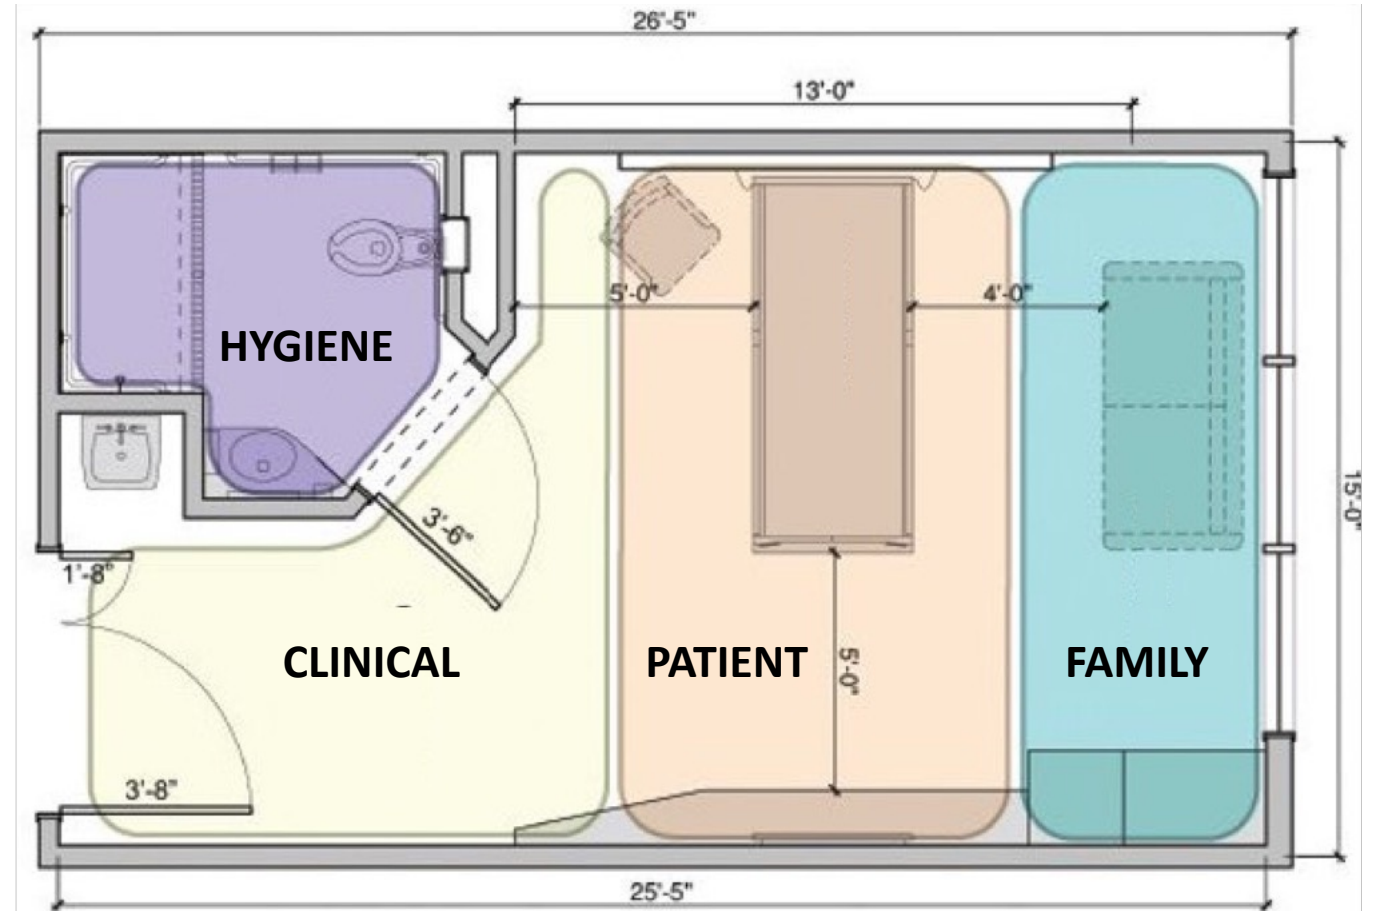 26'-5"
13'-0"
5'-0"
4'-0"
HYGIENE
3'-6"
15'-0"
1'-8"
CLINICAL
PATIENT
5'-0"
FAMILY
3'-8"
25'-5"